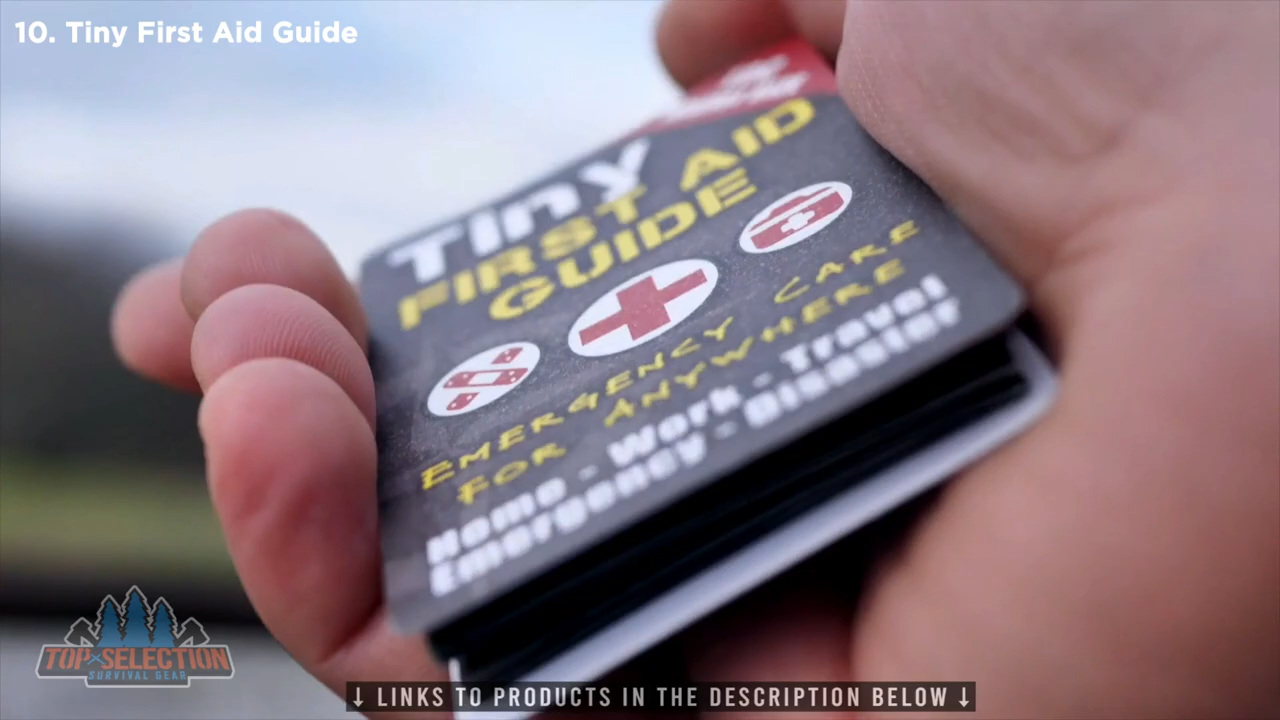 10. Tiny First Aid Guide
Tiny
FIRST AID
GUIDE
EMERGENCY CARE
FOR ANYWHERE
Home - Work - Travel
Emergency - Disaster
TOP SELECTION
SURVIVAL GEAR
↓ LINKS TO PRODUCTS IN THE DESCRIPTION BELOW ↓